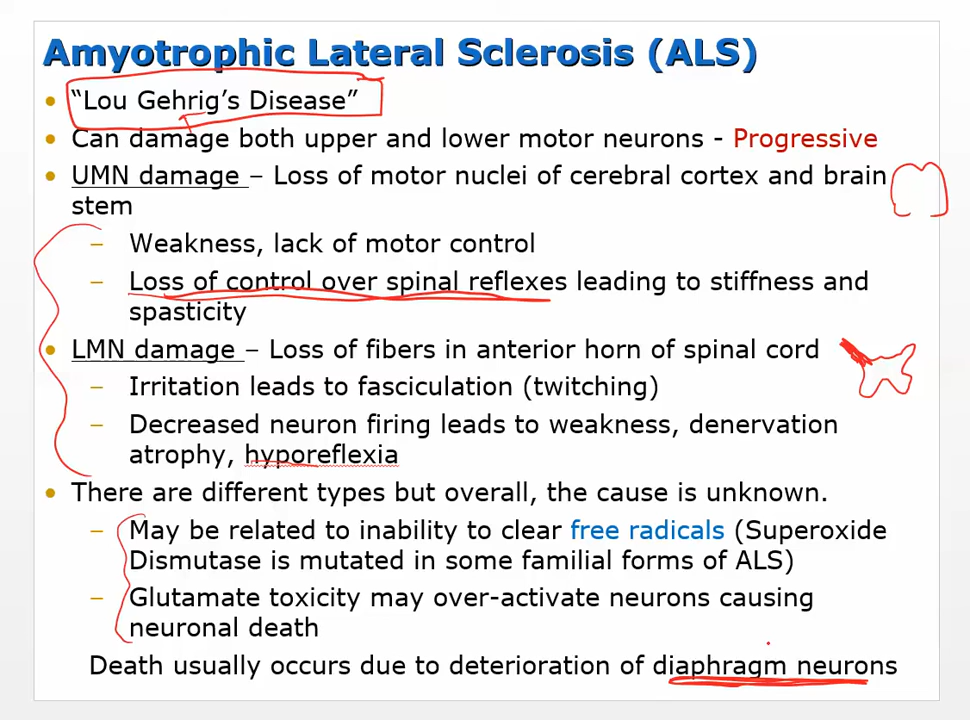 Amyotrophic Lateral Sclerosis (ALS)
• “Lou Gehrig’s Disease”
• Can damage both upper and lower motor neurons - Progressive
• UMN damage – Loss of motor nuclei of cerebral cortex and brain
stem
– Weakness, lack of motor control
– Loss of control over spinal reflexes leading to stiffness and
spasticity
• LMN damage – Loss of fibers in anterior horn of spinal cord
– Irritation leads to fasciculation (twitching)
– Decreased neuron firing leads to weakness, denervation
atrophy, hyporeflexia
• There are different types but overall, the cause is unknown.
– May be related to inability to clear free radicals (Superoxide
Dismutase is mutated in some familial forms of ALS)
– Glutamate toxicity may over-activate neurons causing
neuronal death
Death usually occurs due to deterioration of diaphragm neurons